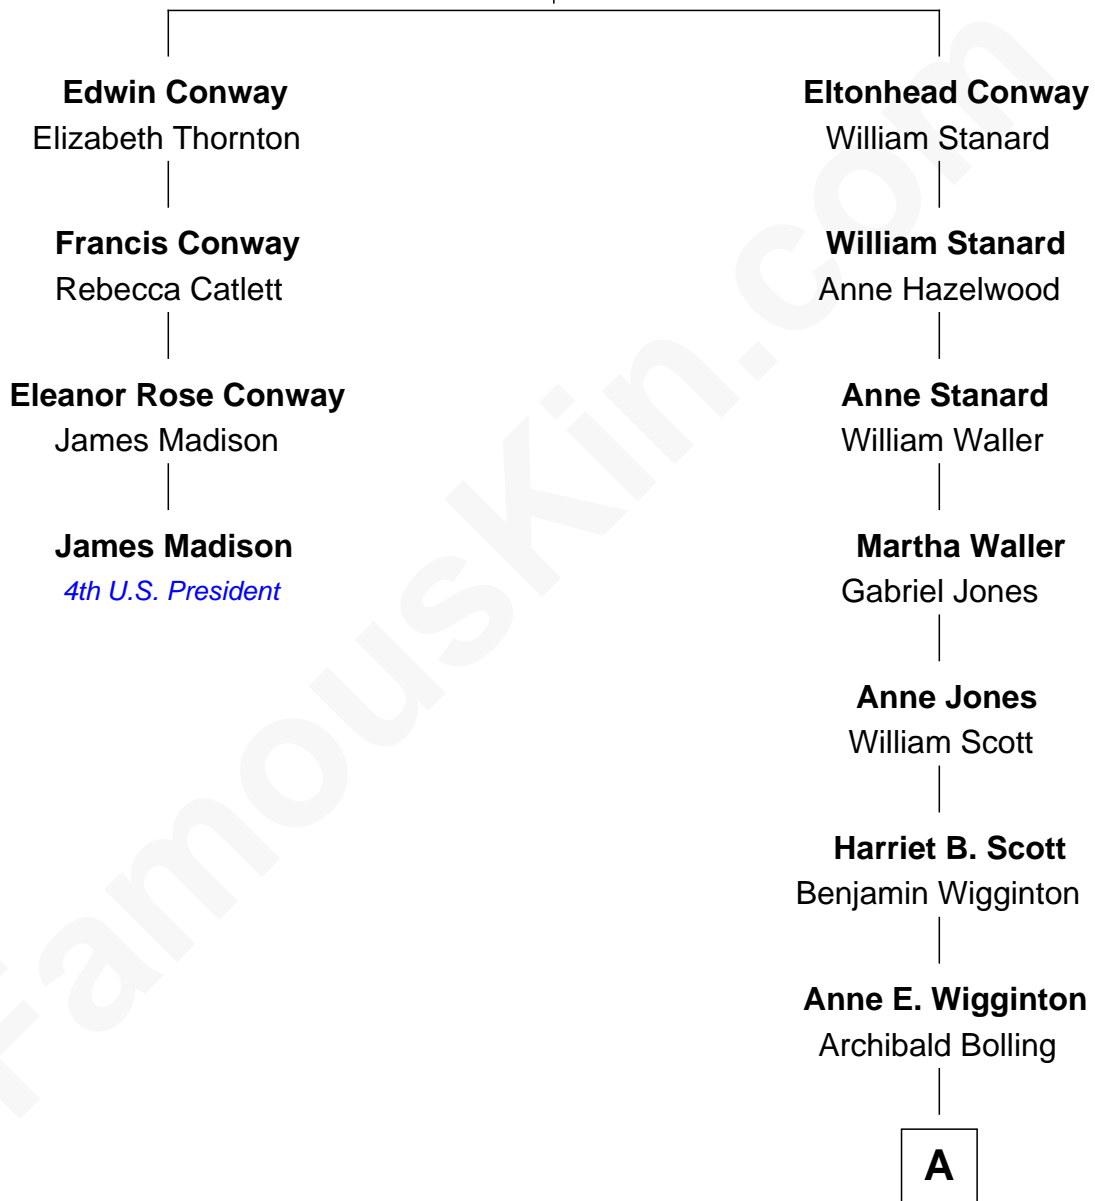 Edwin Conway
Elizabeth Thornton
Francis Conway
Rebecca Catlett
Eleanor Rose Conway
James Madison
James Madison
4th U.S. President
Eltonhead Conway
William Stanard
William Stanard
Anne Hazelwood
Anne Stanard
William Waller
Martha Waller
Gabriel Jones
Anne Jones
William Scott
Harriet B. Scott
Benjamin Wigginton
Anne E. Wigginton
Archibald Bolling
A
FamousKin.com